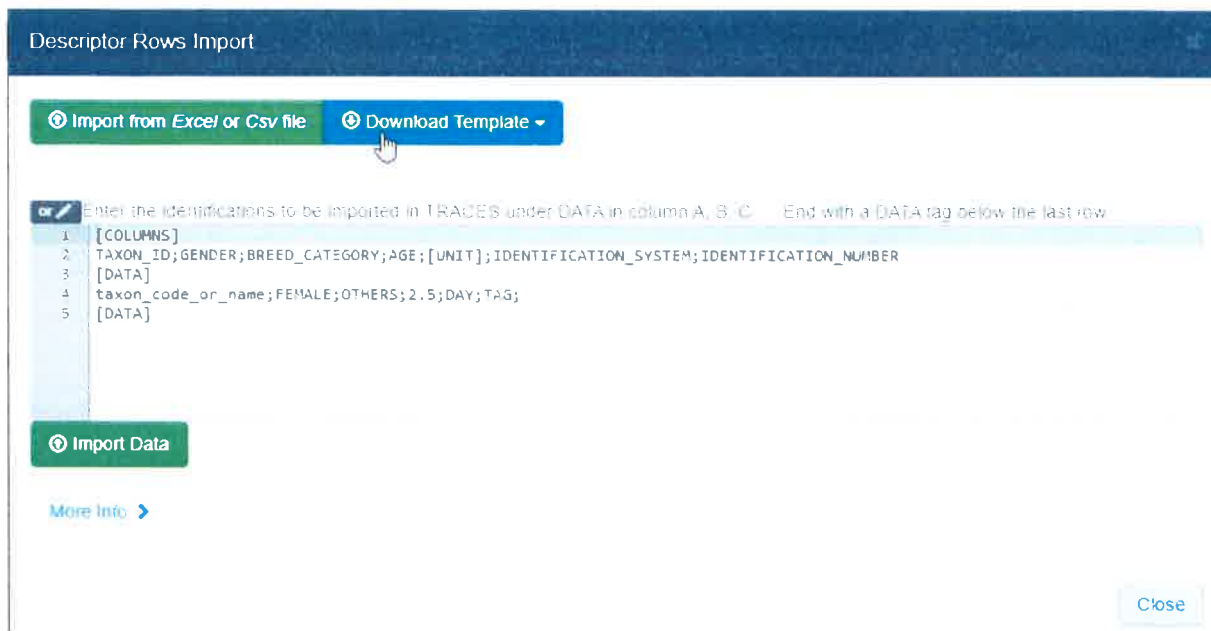 Descriptor Rows Import
Import from Excel or Csv file
Download Template
or Enter the identifications to be imported in TRACES under DATA in column A, B, C ... End with a DATA tag below the last row
1 [COLUMNS]
2 TAXON_ID;GENDER;BREED_CATEGORY;AGE;[UNIT];IDENTIFICATION_SYSTEM;IDENTIFICATION_NUMBER
3 [DATA]
4 taxon_code_or_name;FEMALE;OTHERS;2.5;DAY;TAG;
5 [DATA]
Import Data
More Info
Close